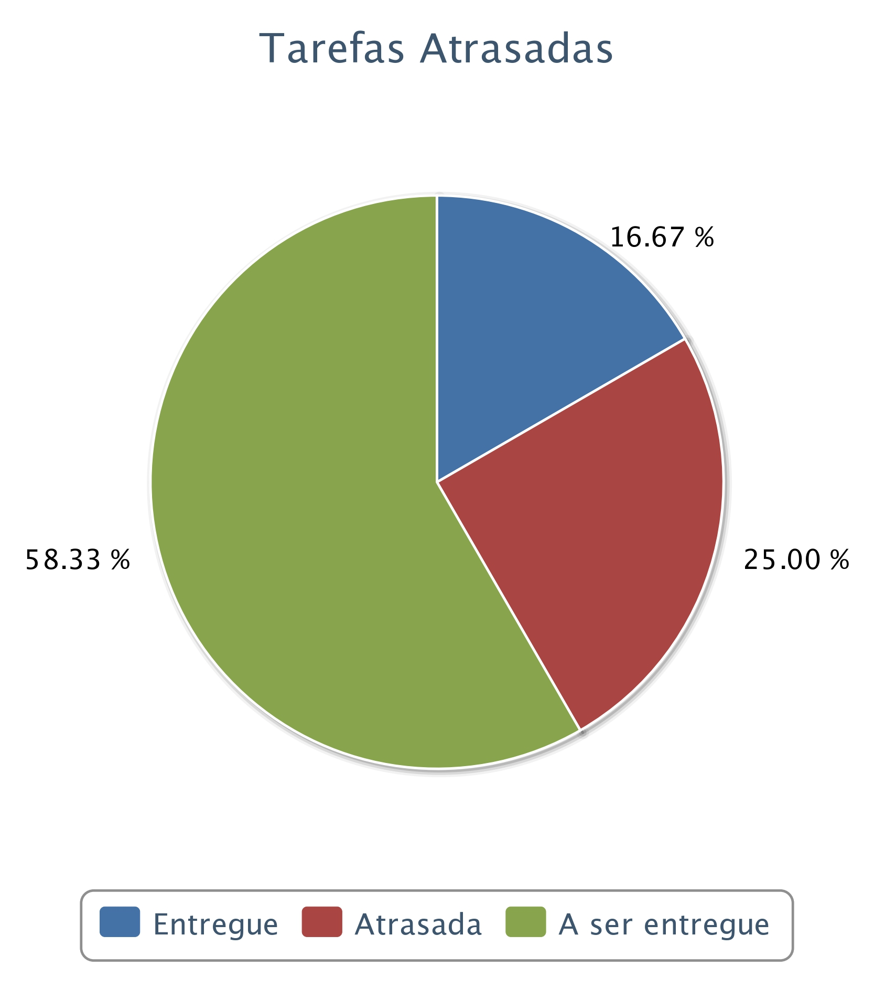 Tarefas Atrasadas
16.67 %
58.33 %
25.00 %
Entregue
Atrasada
A ser entregue